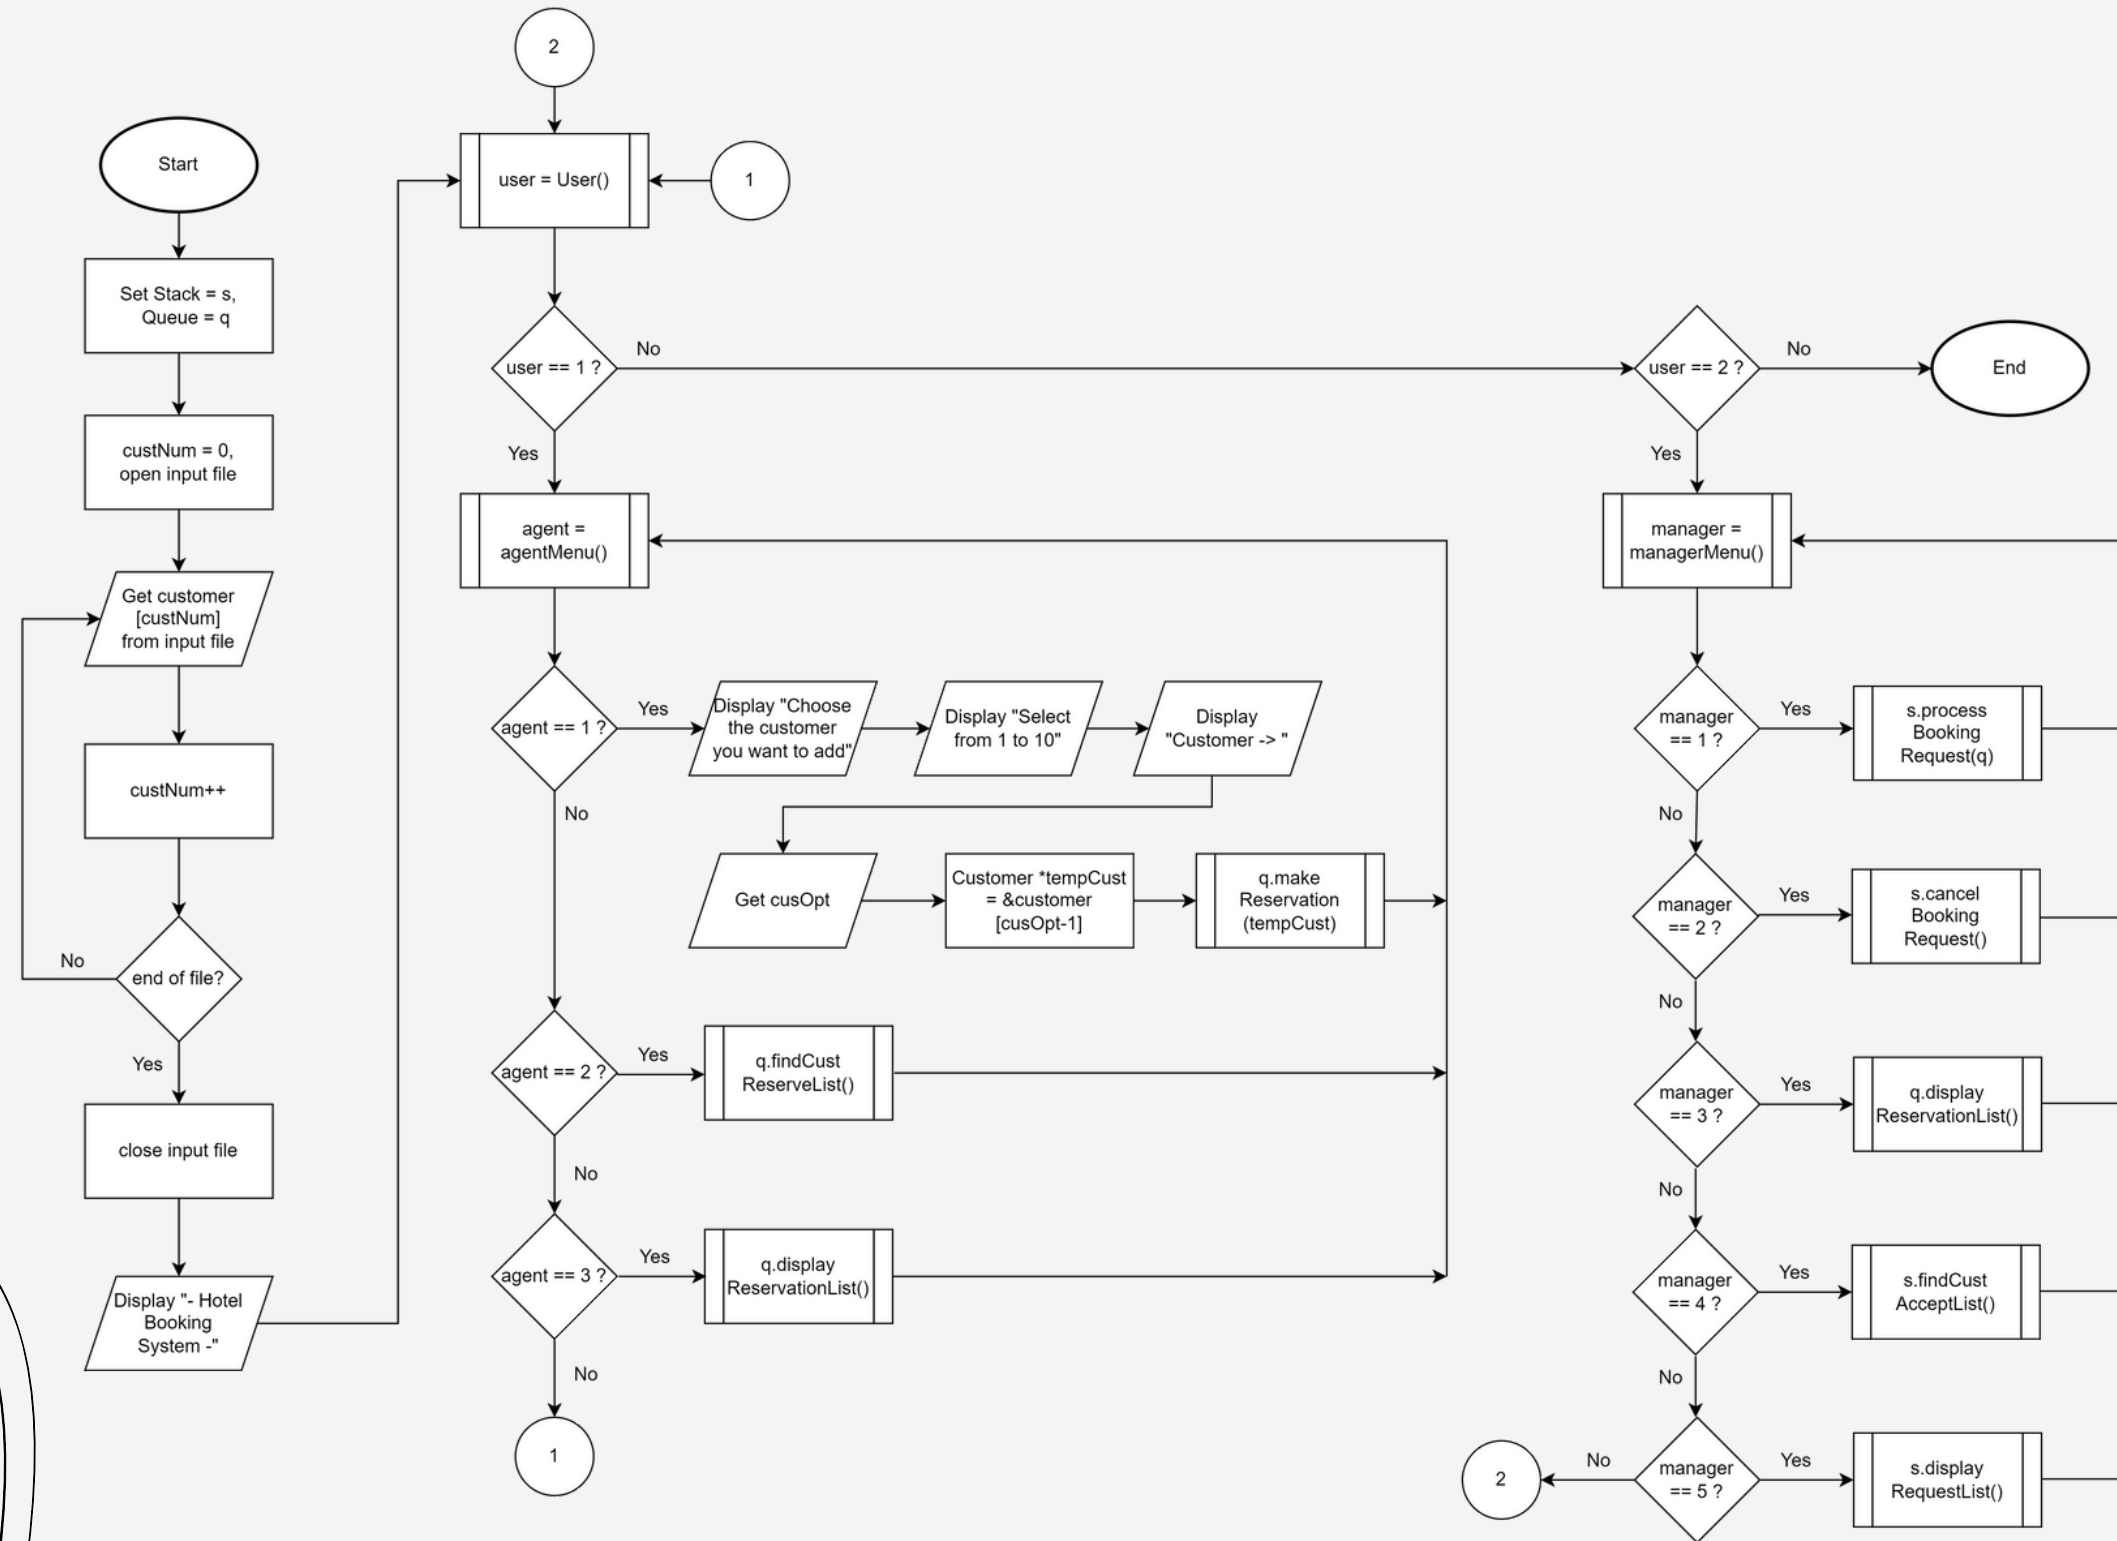 Start
Set Stack = s,
Queue = q
custNum = 0,
open input file
Get customer
[custNum]
from input file
custNum++
end of file?
No
Yes
close input file
Display "- Hotel
Booking
System -"
2
user = User()
1
user == 1 ?
No
Yes
agent =
agentMenu()
agent == 1 ?
Yes
Display "Choose
the customer
you want to add"
Display "Select
from 1 to 10"
Display
"Customer -> "
No
Get cusOpt
Customer *tempCust
= &customer
[cusOpt-1]
q.make
Reservation
(tempCust)
agent == 2 ?
Yes
q.findCust
ReserveList()
No
agent == 3 ?
Yes
q.display
ReservationList()
No
1
user == 2 ?
No
End
Yes
manager =
managerMenu()
manager
== 1 ?
Yes
s.process
Booking
Request(q)
No
manager
== 2 ?
Yes
s.cancel
Booking
Request()
No
manager
== 3 ?
Yes
q.display
ReservationList()
No
manager
== 4 ?
Yes
s.findCust
AcceptList()
No
manager
== 5 ?
Yes
s.display
RequestList()
No
2